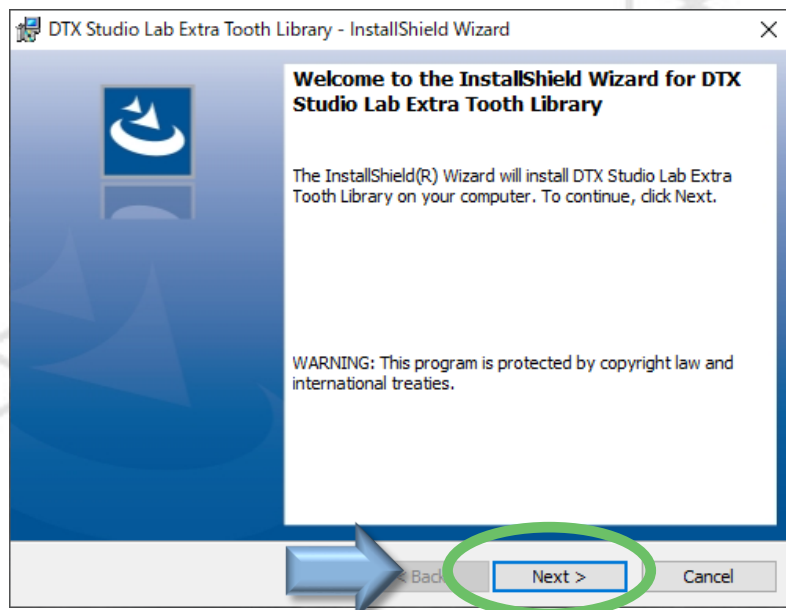 DTX Studio Lab Extra Tooth Library - InstallShield Wizard
Welcome to the InstallShield Wizard for DTX
Studio Lab Extra Tooth Library
The InstallShield(R) Wizard will install DTX Studio Lab Extra
Tooth Library on your computer. To continue, click Next.
WARNING: This program is protected by copyright law and
international treaties.
< Back Next > Cancel